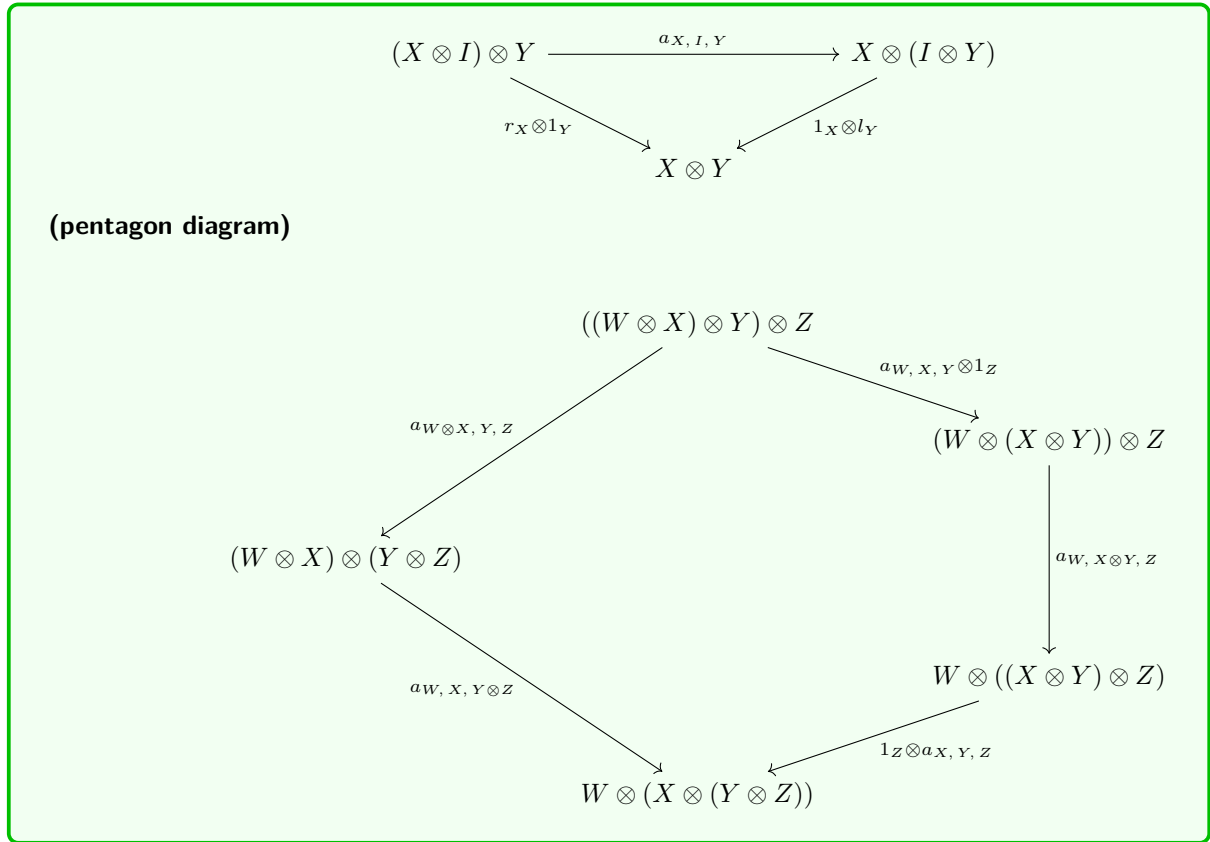 (X ⊗ I) ⊗ Y a_{X, I, Y} X ⊗ (I ⊗ Y)
r_X⊗1_Y 1_X⊗l_Y
X ⊗ Y
(pentagon diagram)
((W ⊗ X) ⊗ Y) ⊗ Z
a_{W, X, Y}⊗1_Z
a_{W⊗X, Y, Z}
(W ⊗ (X ⊗ Y)) ⊗ Z
(W ⊗ X) ⊗ (Y ⊗ Z)
a_{W, X⊗Y, Z}
W ⊗ ((X ⊗ Y) ⊗ Z)
a_{W, X, Y⊗Z}
1_Z⊗a_{X, Y, Z}
W ⊗ (X ⊗ (Y ⊗ Z))